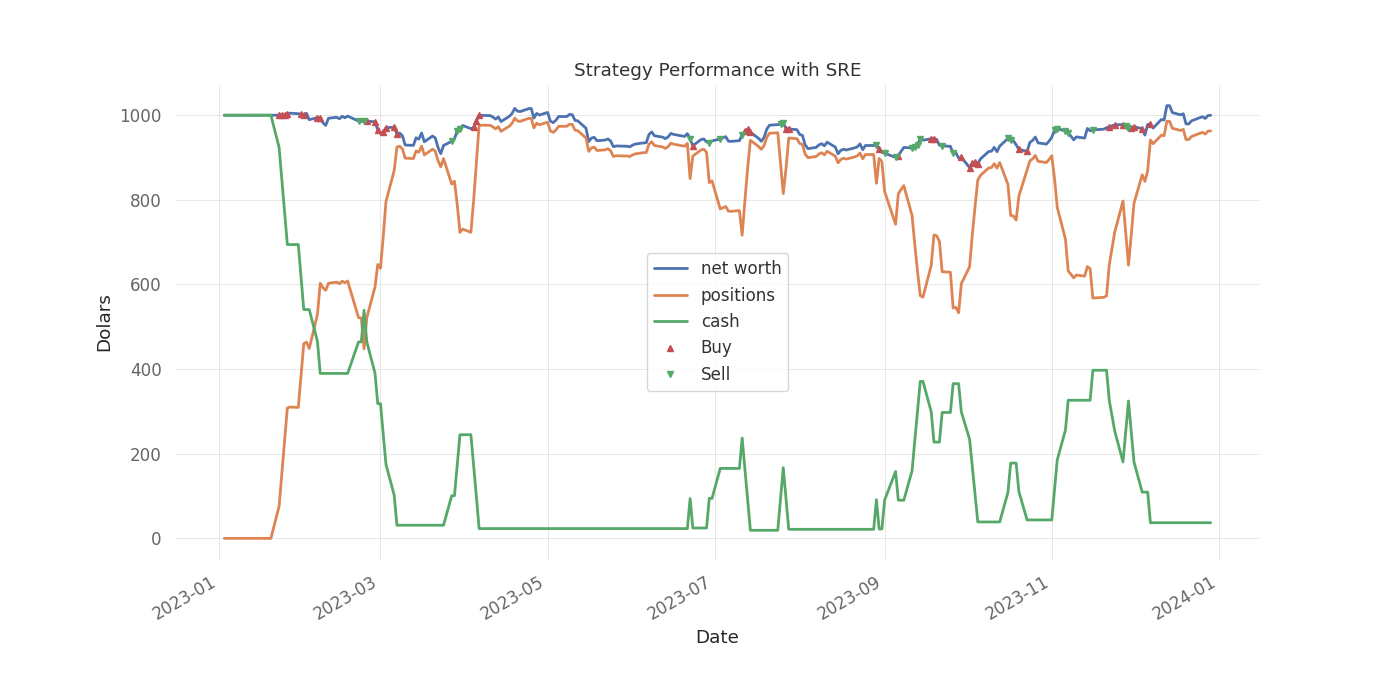 Strategy Performance with SRE
1000
800
600
400
200
0
Dolars
net worth
positions
cash
Buy
Sell
2023-01
2023-03
2023-05
2023-07
2023-09
2023-11
2024-01
Date